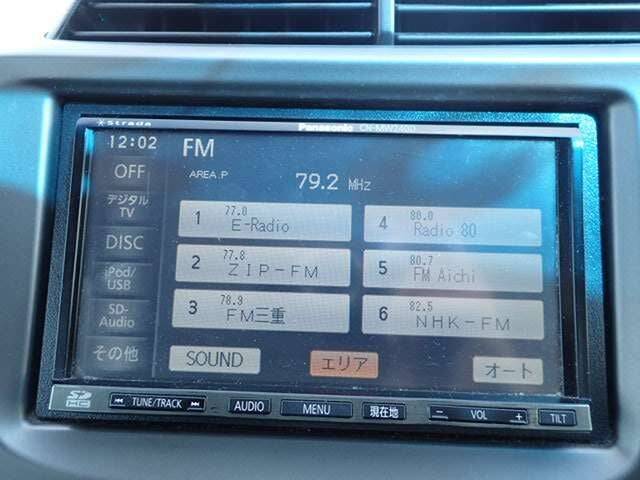 strada
Panasonic
12:02
FM
OFF
AREA.P 79.2 MHz
デジタル
TV
DISC
iPod/
USB
SD-
Audio
その他
1 77.0 E-Radio
2 77.8 ZIP-FM
3 78.9 FM三重
4 80.0 Radio 80
5 80.7 FM Aichi
6 82.5 NHK-FM
SOUND
エリア
オート
SD
HC
TUNE/TRACK
AUDIO
MENU
現在地
− VOL +
TILT